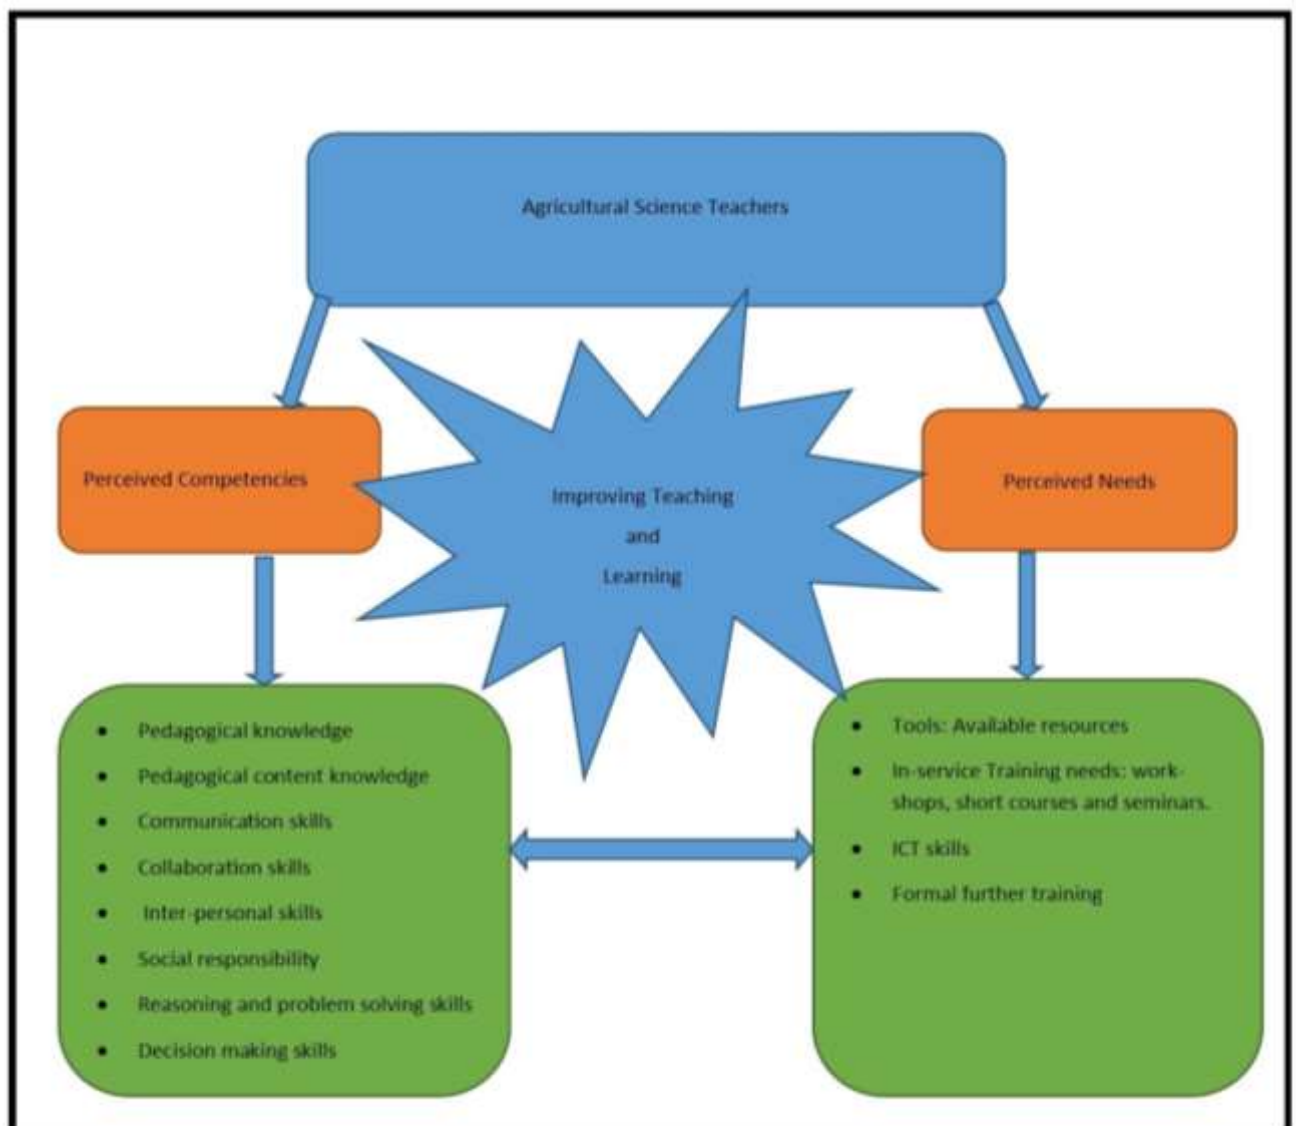 Agricultural Science Teachers
Perceived Competencies
Improving Teaching
and
Learning
Perceived Needs
• Pedagogical knowledge
• Pedagogical content knowledge
• Communication skills
• Collaboration skills
• Inter-personal skills
• Social responsibility
• Reasoning and problem solving skills
• Decision making skills
• Tools: Available resources
• In-service Training needs: work-
shops, short courses and seminars.
• ICT skills
• Formal further training